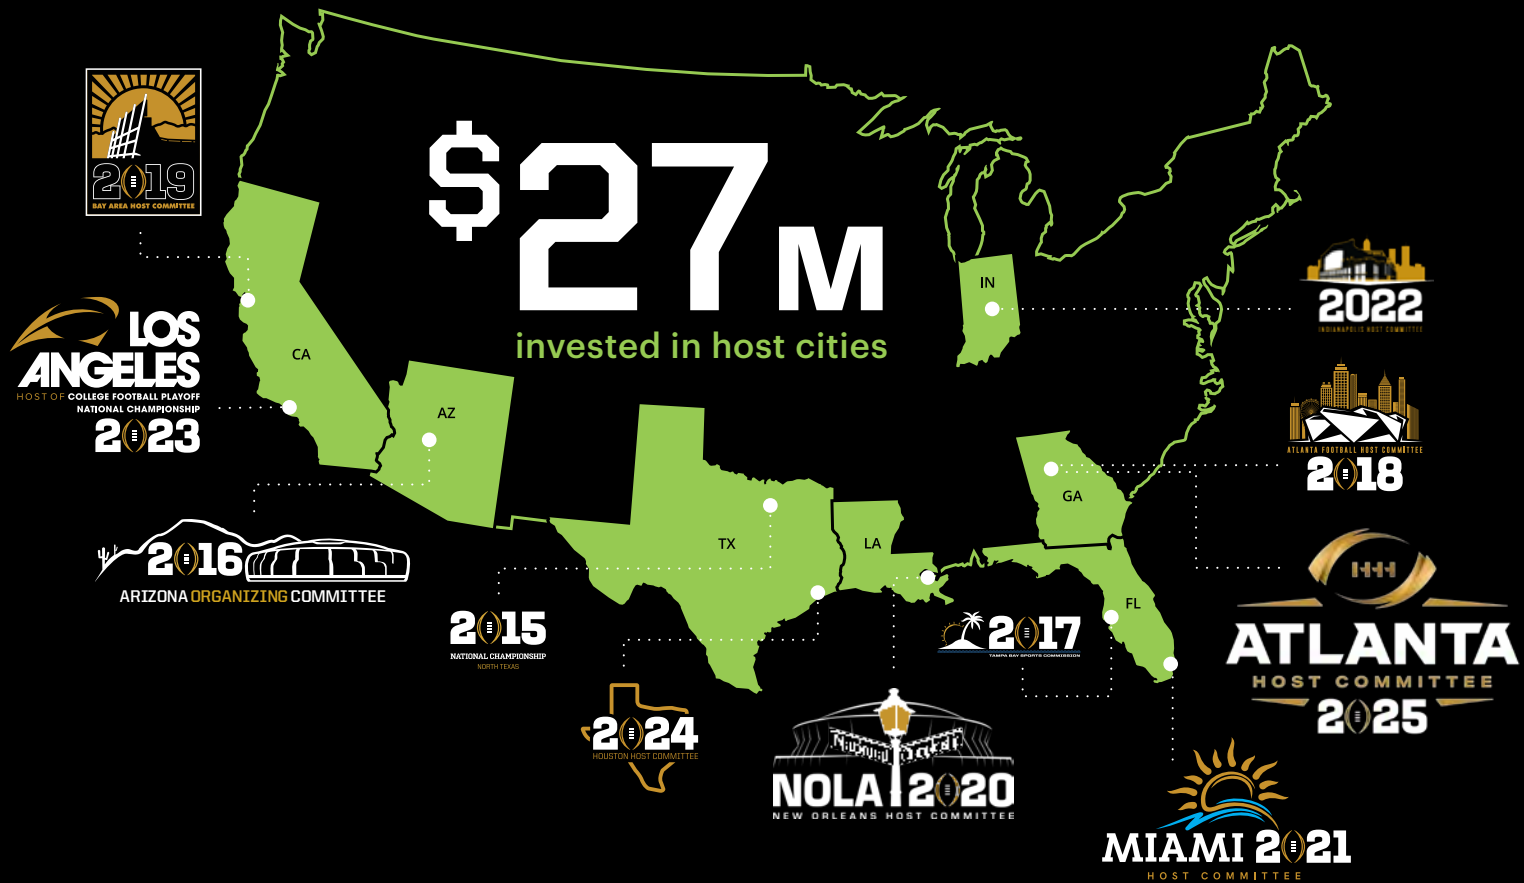 $27M
invested in host cities
2019
BAY AREA HOST COMMITTEE
LOS
ANGELES
HOST OF COLLEGE FOOTBALL PLAYOFF
NATIONAL CHAMPIONSHIP
2023
CA
AZ
TX
LA
IN
GA
FL
2016
ARIZONA ORGANIZING COMMITTEE
2015
NATIONAL CHAMPIONSHIP
NORTH TEXAS
2024
HOUSTON HOST COMMITTEE
NOLA 2020
NEW ORLEANS HOST COMMITTEE
2017
TAMPA BAY SPORTS COMMISSION
MIAMI 2021
HOST COMMITTEE
2022
INDIANAPOLIS HOST COMMITTEE
ATLANTA FOOTBALL HOST COMMITTEE
2018
ATLANTA
HOST COMMITTEE
2025